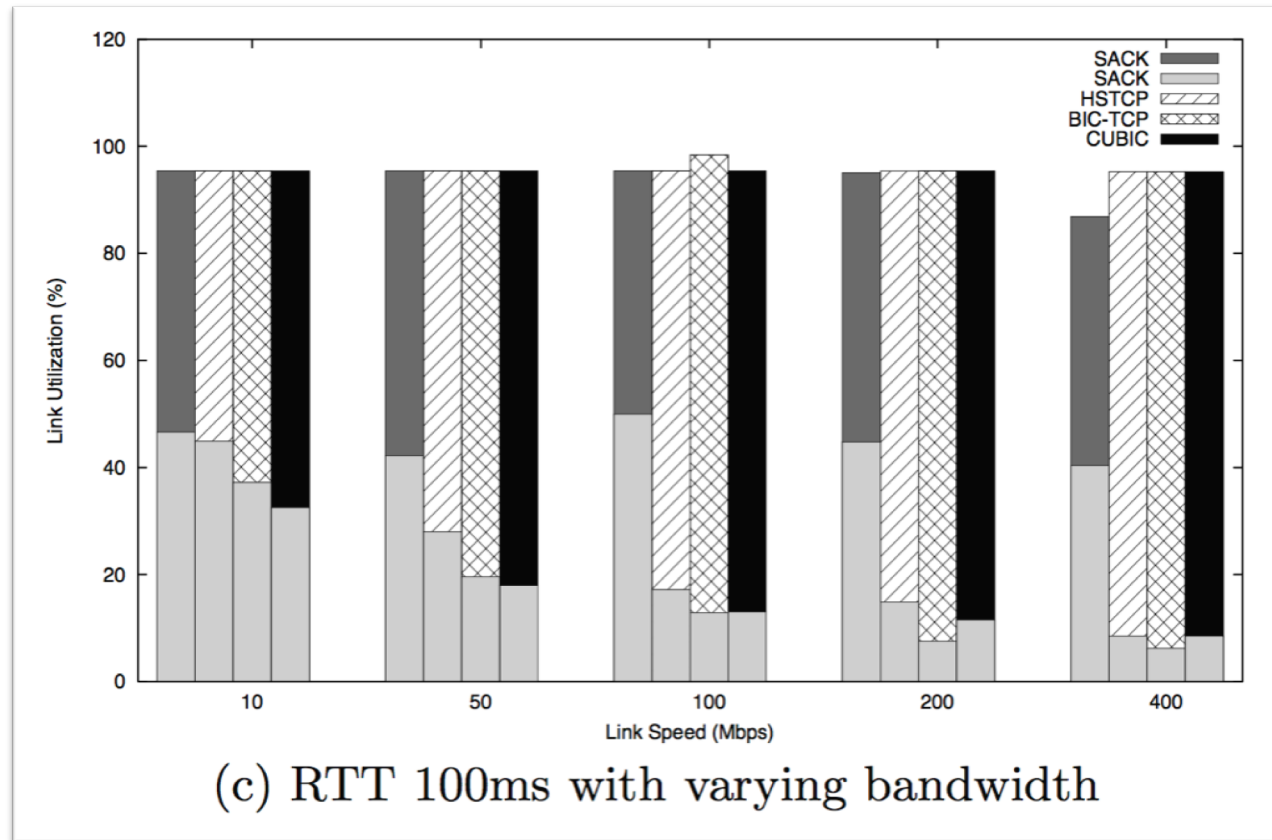 120
100
80
60
40
20
0
Link Utilization (%)
SACK
SACK
HSTCP
BIC-TCP
CUBIC
10 50 100 200 400
Link Speed (Mbps)
(c) RTT 100ms with varying bandwidth